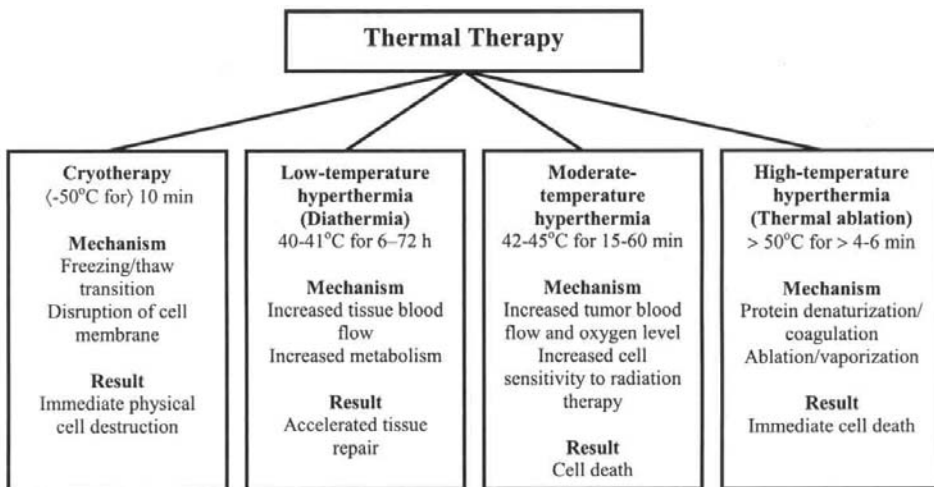 Thermal Therapy
Cryotherapy
⟨-50°C for⟩ 10 min
Mechanism
Freezing/thaw
transition
Disruption of cell
membrane
Result
Immediate physical
cell destruction
Low-temperature
hyperthermia
(Diathermia)
40-41°C for 6–72 h
Mechanism
Increased tissue blood
flow
Increased metabolism
Result
Accelerated tissue
repair
Moderate-
temperature
hyperthermia
42-45°C for 15-60 min
Mechanism
Increased tumor blood
flow and oxygen level
Increased cell
sensitivity to radiation
therapy
Result
Cell death
High-temperature
hyperthermia
(Thermal ablation)
> 50°C for > 4-6 min
Mechanism
Protein denaturization/
coagulation
Ablation/vaporization
Result
Immediate cell death